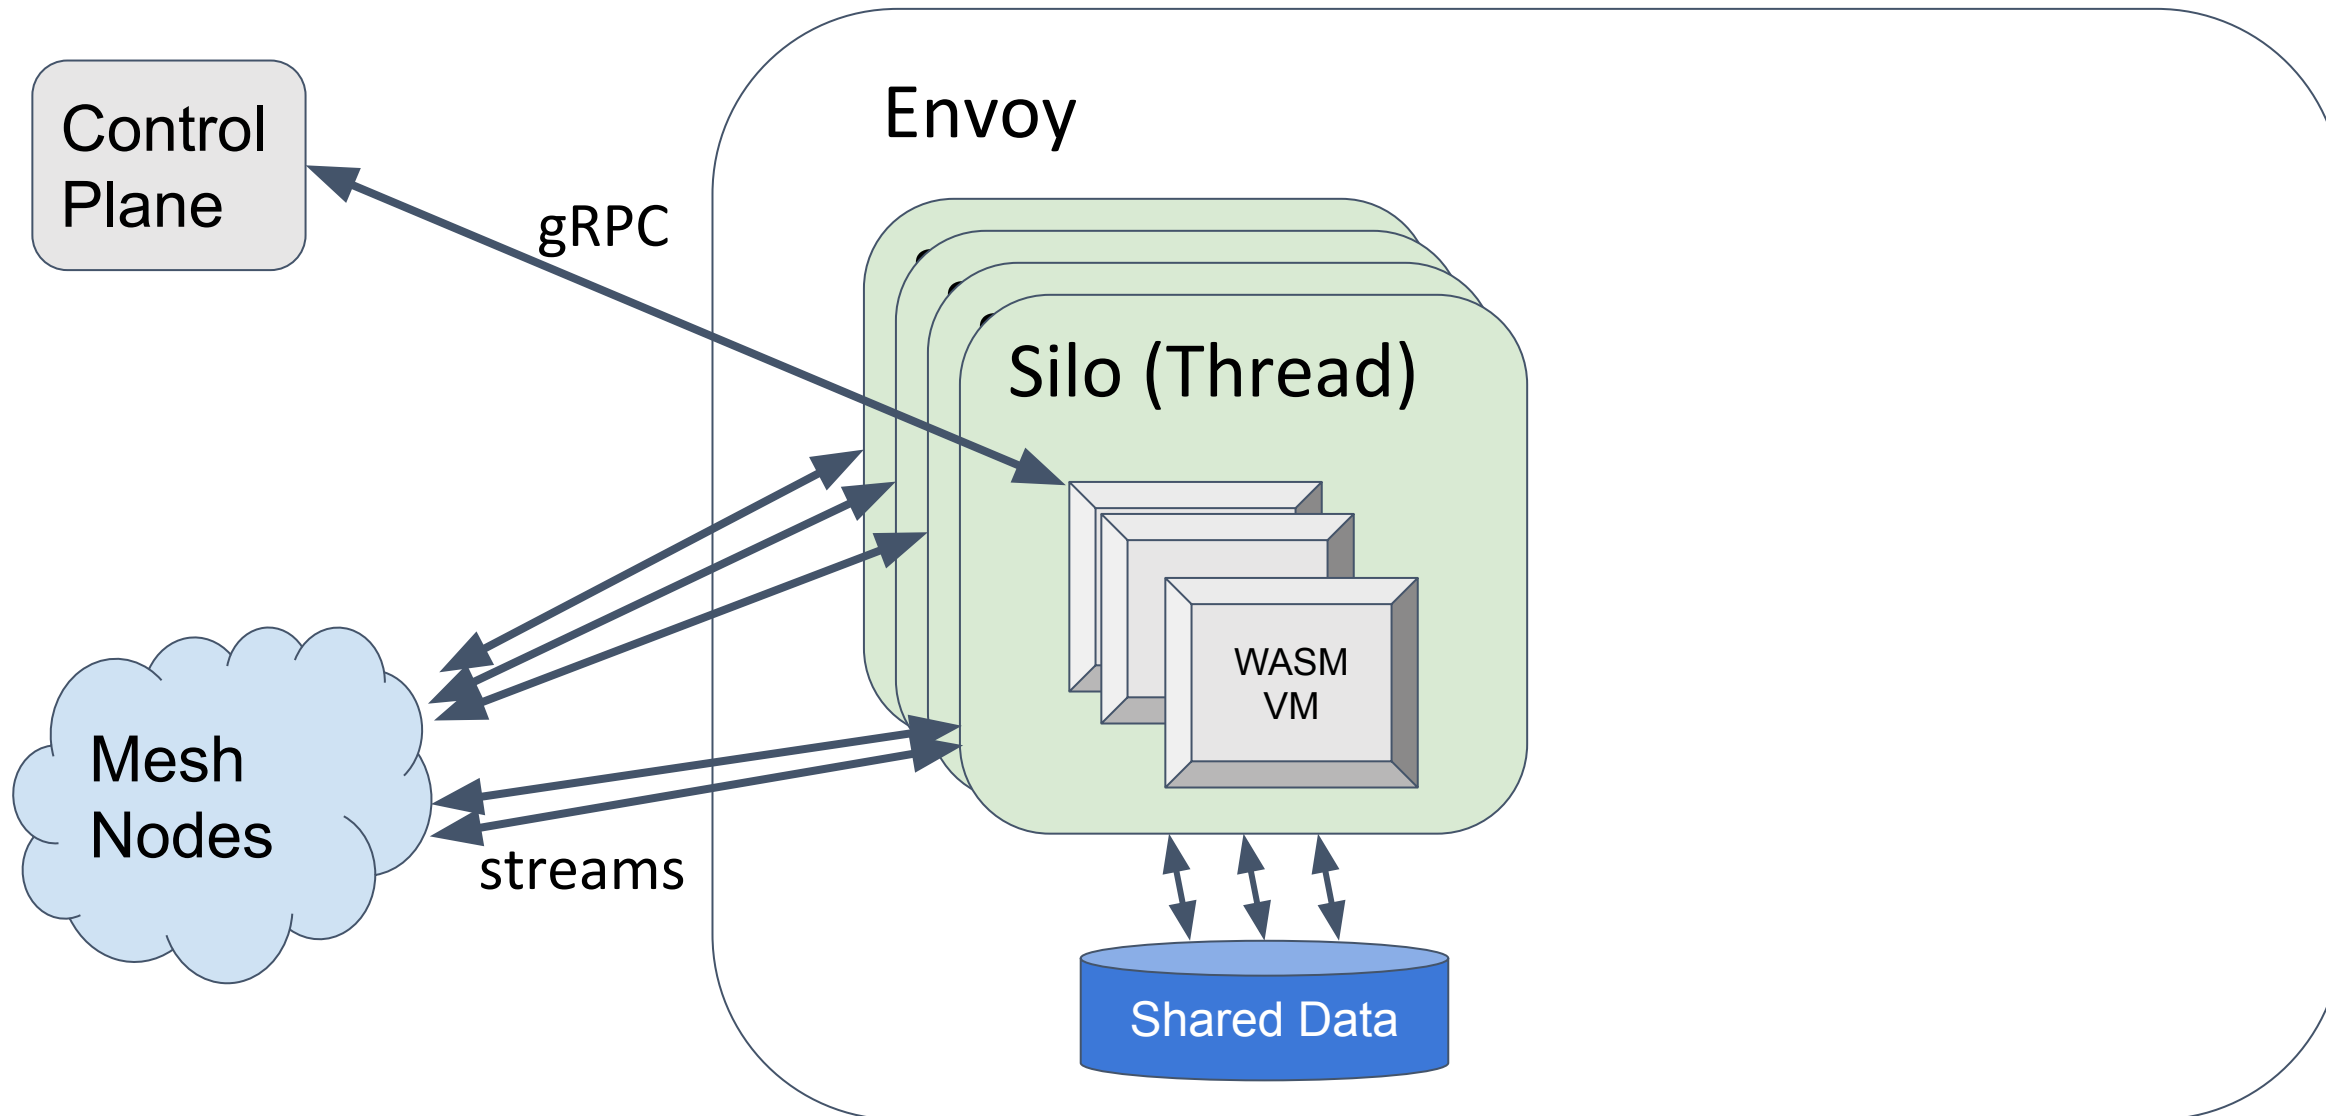 Control
Plane
Envoy
gRPC
Silo (Thread)
WASM
VM
Mesh
Nodes
streams
Shared Data